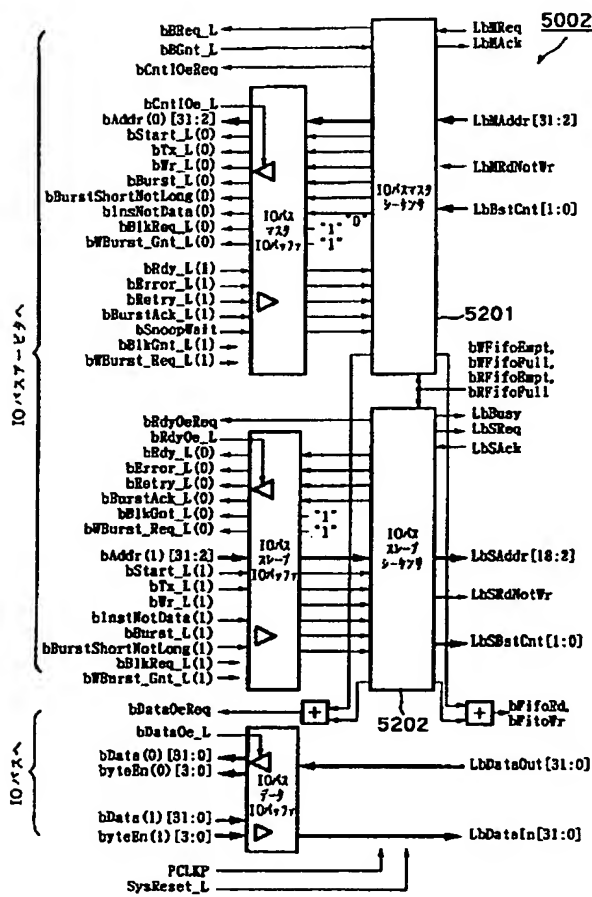 5002
bBReq_L
bBGnt_L
bCntlOeReq
LbMReq
LbMAck
bCntlOe_L
bAddr(0)[31:2]
bStart_L(0)
bTx_L(0)
bWr_L(0)
bBurst_L(0)
bBurstShortNotLong(0)
bInsNotData(0)
bBlkReq_L(0)
bWBurst_Gnt_L(0)
IOバス
マスタ
IOバッファ
"1"
"0"
"1"
IOバスマスタ
シーケンサ
LbMAddr[31:2]
LbMRdNotWr
LbBstCnt[1:0]
bRdy_L(1)
bError_L(1)
bRetry_L(1)
bBurstAck_L(1)
bSnoopWait
bBlkGnt_L(1)
bWBurst_Req_L(1)
5201
bWFifoEmpt,
bWFifoFull,
bRFifoEmpt,
bRFifoFull
IOバスアービタへ
bRdyOeReq
bRdyOe_L
bRdy_L(0)
bError_L(0)
bRetry_L(0)
bBurstAck_L(0)
bBlkGnt_L(0)
bWBurst_Req_L(0)
"1"
"1"
LbBusy
LbSReq
LbSAck
bAddr(1)[31:2]
bStart_L(1)
bTx_L(1)
bWr_L(1)
bInstNotData(1)
bBurst_L(1)
bBurstShortNotLong(1)
bBlkReq_L(1)
bWBurst_Gnt_L(1)
IOバス
スレーブ
IOバッファ
IOバス
スレーブ
シーケンサ
LbSAddr[18:2]
LbSRdNotWr
LbSBstCnt[1:0]
5202
bDataOeReq
+
+
bFifoRd,
bFitoWr
IOバスへ
bDataOe_L
bData(0)[31:0]
byteEn(0)[3:0]
bData(1)[31:0]
byteEn(1)[3:0]
IOバス
データ
IOバッファ
LbDataOut[31:0]
LbDataIn[31:0]
PCLKP
SysReset_L